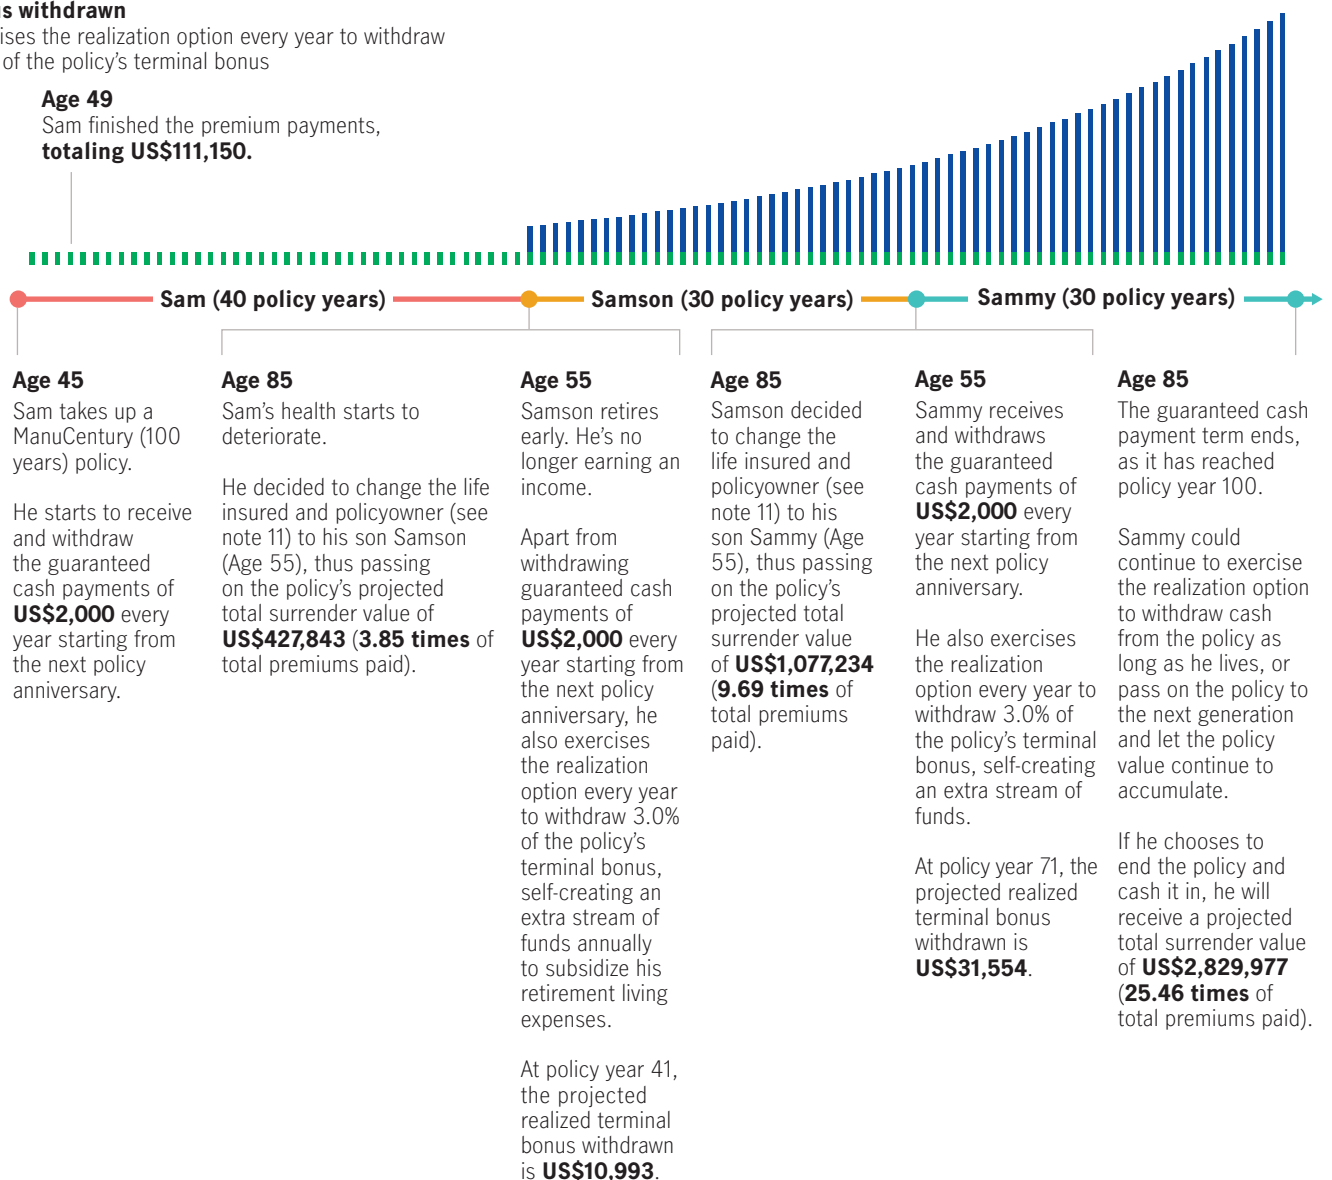 withdrawn
the realization option every year to withdraw
of the policy's terminal bonus
Age 49
Sam finished the premium payments,
totaling US$111,150.
Sam (40 policy years)
Samson (30 policy years)
Sammy (30 policy years)
Age 45
Sam takes up a
ManuCentury (100
years) policy.
He starts to receive
and withdraw
the guaranteed
cash payments of
US$2,000 every
year starting from
the next policy
anniversary.
Age 85
Sam's health starts to
deteriorate.
He decided to change the life
insured and policyowner (see
note 11) to his son Samson
(Age 55), thus passing
on the policy's projected
total surrender value of
US$427,843 (3.85 times of
total premiums paid).
Age 55
Samson retires
early. He's no
longer earning an
income.
Apart from
withdrawing
guaranteed cash
payments of
US$2,000 every
year starting from
the next policy
anniversary, he
also exercises
the realization
option every year
to withdraw 3.0%
of the policy's
terminal bonus,
self-creating an
extra stream of
funds annually
to subsidize his
retirement living
expenses.
At policy year 41,
the projected
realized terminal
bonus withdrawn
is US$10,993.
Age 85
Samson decided
to change the
life insured and
policyowner (see
note 11) to his
son Sammy (Age
55), thus passing
on the policy's
projected total
surrender value
of US$1,077,234
(9.69 times of
total premiums
paid).
Age 55
Sammy receives
and withdraws
the guaranteed
cash payments of
US$2,000 every
year starting from
the next policy
anniversary.
He also exercises
the realization
option every year to
withdraw 3.0% of
the policy's terminal
bonus, self-creating
an extra stream of
funds.
At policy year 71, the
projected realized
terminal bonus
withdrawn is
US$31,554.
Age 85
The guaranteed cash
payment term ends,
as it has reached
policy year 100.
Sammy could
continue to exercise
the realization option
to withdraw cash
from the policy as
long as he lives, or
pass on the policy to
the next generation
and let the policy
value continue to
accumulate.
If he chooses to
end the policy and
cash it in, he will
receive a projected
total surrender value
of US$2,829,977
(25.46 times of
total premiums paid).